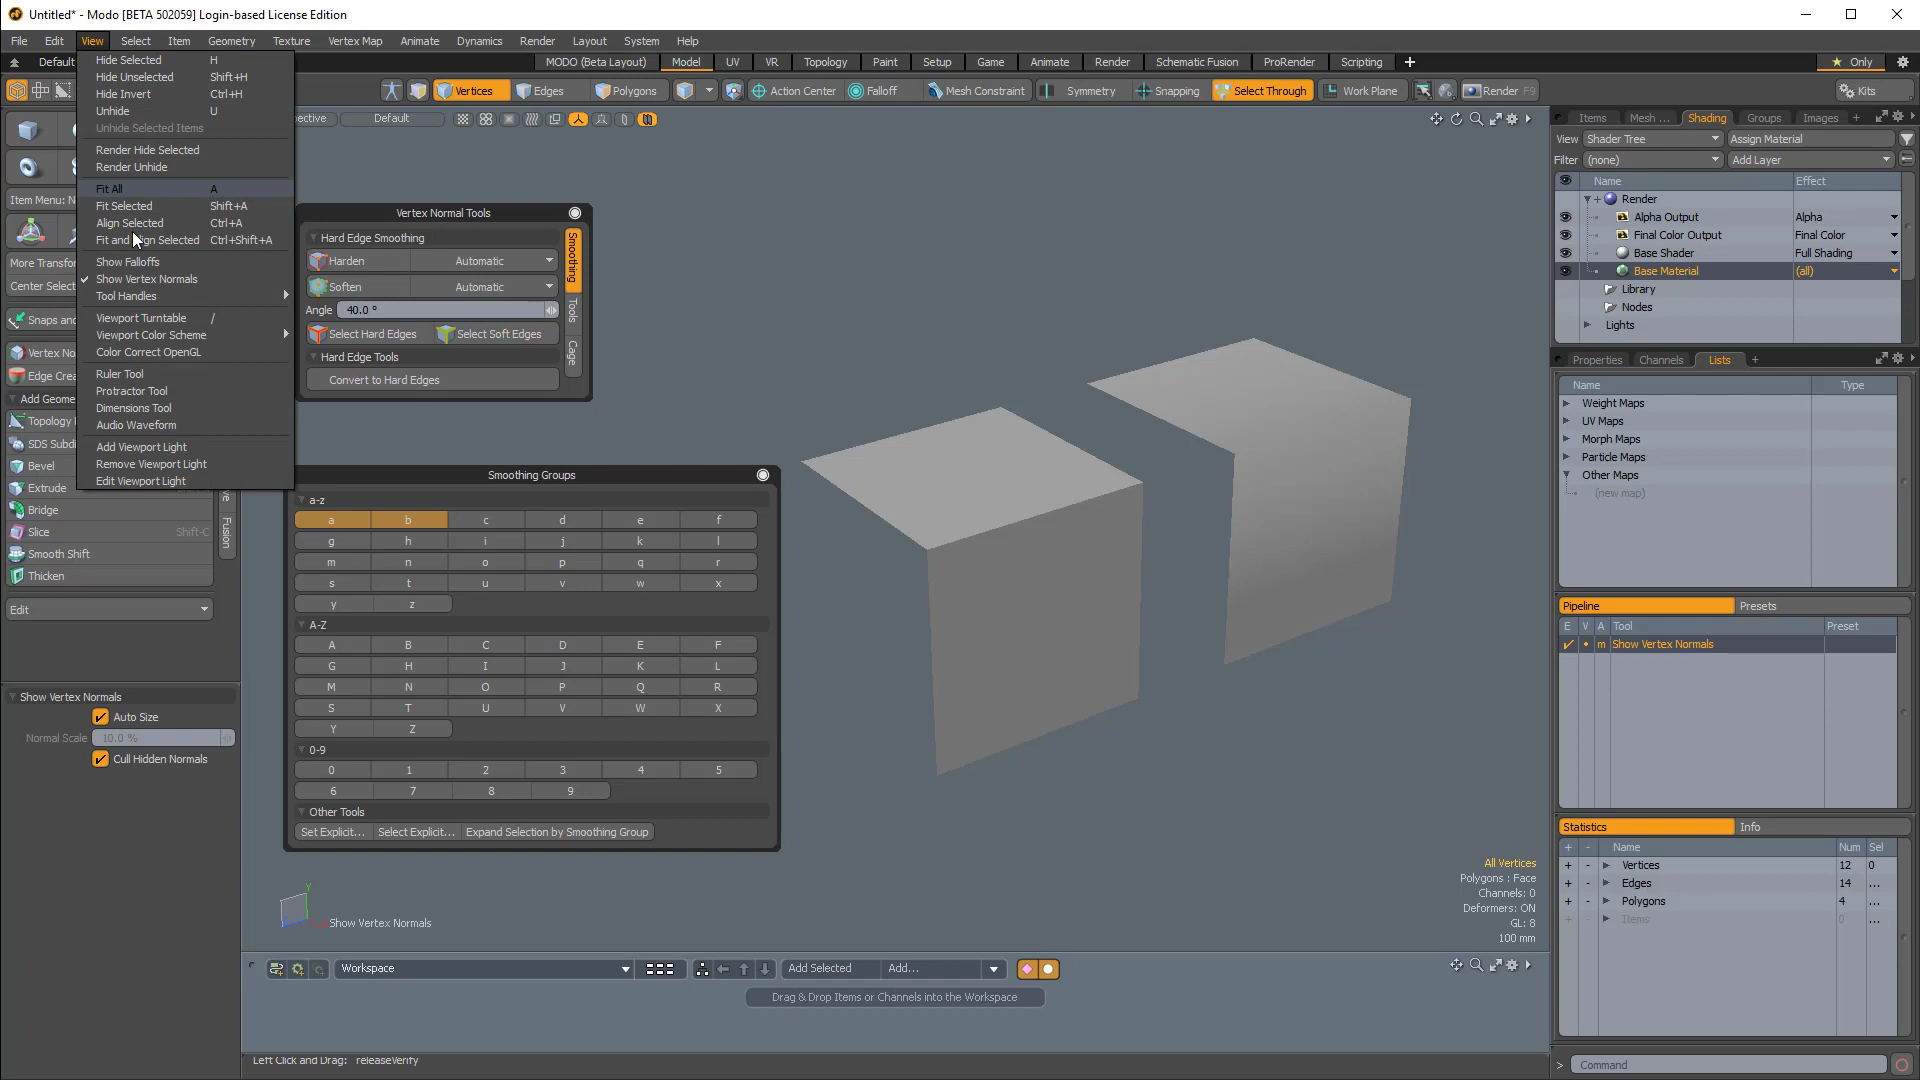 Untitled* - Modo [BETA 502059] Login-based License Edition
File Edit View Select Item Geometry Texture Vertex Map Animate Dynamics Render Layout System Help
Default MODO (Beta Layout) Model UV VR Topology Paint Setup Game Animate Render Schematic Fusion ProRender Scripting Only
Vertices Edges Polygons Action Center Falloff Mesh Constraint Symmetry Snapping Select Through Work Plane Render F9 Kits
Hide Selected H
Hide Unselected Shift+H
Hide Invert Ctrl+H
Unhide U
Unhide Selected Items
Render Hide Selected
Render Unhide
Fit All A
Fit Selected Shift+A
Align Selected Ctrl+A
Fit and Align Selected Ctrl+Shift+A
Show Falloffs
Show Vertex Normals
Tool Handles
Viewport Turntable /
Viewport Color Scheme
Color Correct OpenGL
Ruler Tool
Protractor Tool
Dimensions Tool
Audio Waveform
Add Viewport Light
Remove Viewport Light
Edit Viewport Light
Item Menu: N
More Transfor
Center Select
Snaps and
Vertex No
Edge Crea
Add Geome
Topology
SDS Subdi
Bevel
Extrude
Bridge
Slice Shift-C
Smooth Shift
Thicken
Edit
Fusion
Show Vertex Normals
Auto Size
Normal Scale 10.0 %
Cull Hidden Normals
pective Default
Vertex Normal Tools
Hard Edge Smoothing
Harden Automatic
Soften Automatic
Angle 40.0 °
Select Hard Edges Select Soft Edges
Hard Edge Tools
Convert to Hard Edges
Smoothing
Tools
Cage
Smoothing Groups
a-z
a b c d e f
g h i j k l
m n o p q r
s t u v w x
y z
A-Z
A B C D E F
G H I J K L
M N O P Q R
S T U V W X
Y Z
0-9
0 1 2 3 4 5
6 7 8 9
Other Tools
Set Explicit... Select Explicit... Expand Selection by Smoothing Group
Y
Show Vertex Normals
All Vertices
Polygons : Face
Channels: 0
Deformers: ON
GL: 8
100 mm
Workspace Add Selected Add...
Drag & Drop Items or Channels into the Workspace
Left Click and Drag: releaseVerify
Items Mesh ... Shading Groups Images +
View Shader Tree Assign Material
Filter (none) Add Layer
Name Effect
Render
Alpha Output Alpha
Final Color Output Final Color
Base Shader Full Shading
Base Material (all)
Library
Nodes
Lights
Properties Channels Lists +
Name Type
Weight Maps
UV Maps
Morph Maps
Particle Maps
Other Maps
(new map)
Pipeline Presets
E V A Tool Preset
m Show Vertex Normals
Statistics Info
+ - Name Num Sel
+ - Vertices 12 0
+ - Edges 14 ...
+ - Polygons 4 ...
+ - Items 0 ...
> Command